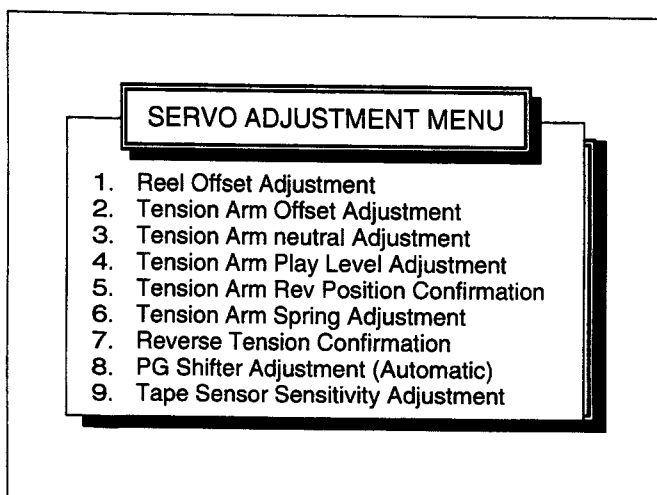 SERVO ADJUSTMENT MENU
1. Reel Offset Adjustment
2. Tension Arm Offset Adjustment
3. Tension Arm neutral Adjustment
4. Tension Arm Play Level Adjustment
5. Tension Arm Rev Position Confirmation
6. Tension Arm Spring Adjustment
7. Reverse Tension Confirmation
8. PG Shifter Adjustment (Automatic)
9. Tape Sensor Sensitivity Adjustment